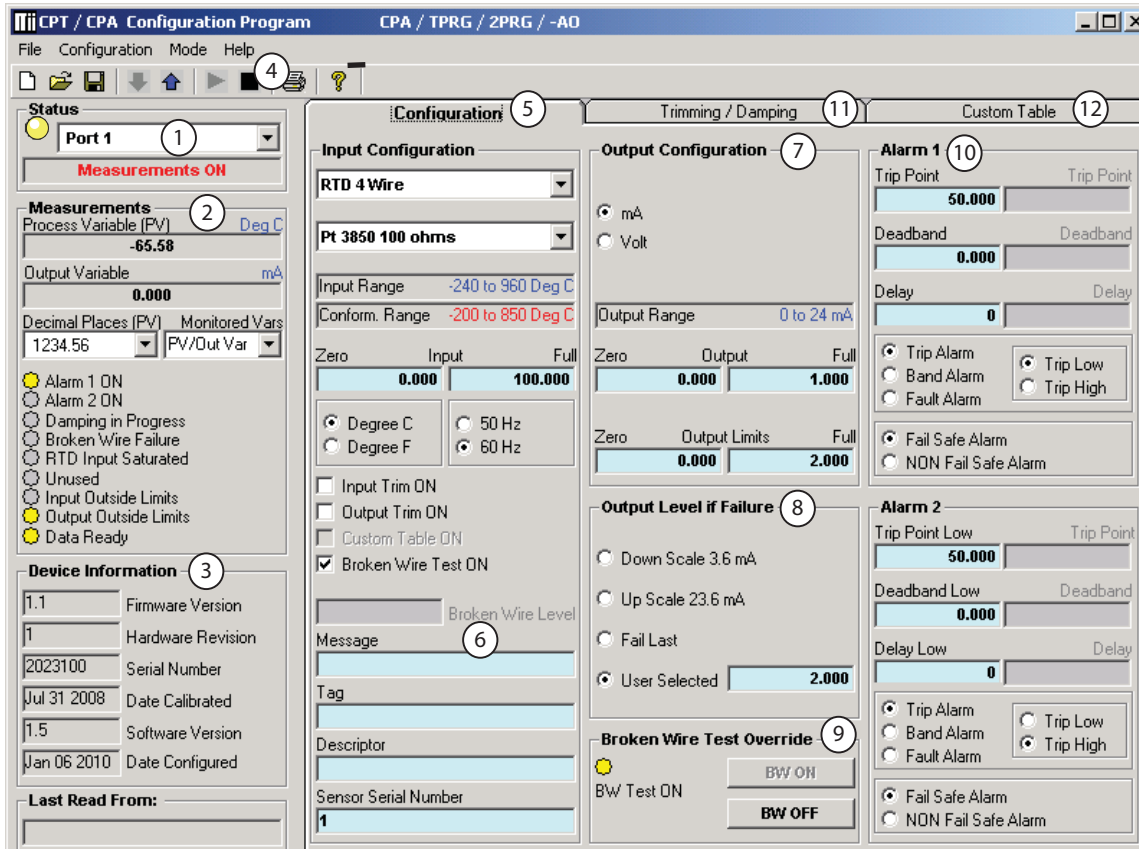 CPT / CPA Configuration Program CPA / TPRG / 2PRG / -AO
File Configuration Mode Help
4
Status
Port 1 1
Measurements ON
Measurements 2
Process Variable (PV) Deg C
-65.58
Output Variable mA
0.000
Decimal Places (PV) Monitored Vars
1234.56 PV/Out Var
Alarm 1 ON
Alarm 2 ON
Damping in Progress
Broken Wire Failure
RTD Input Saturated
Unused
Input Outside Limits
Output Outside Limits
Data Ready
Device Information 3
1.1 Firmware Version
1 Hardware Revision
2023100 Serial Number
Jul 31 2008 Date Calibrated
1.5 Software Version
Jan 06 2010 Date Configured
Last Read From:
Configuration 5
Trimming / Damping 11
Custom Table 12
Input Configuration
RTD 4 Wire
Pt 3850 100 ohms
Input Range -240 to 960 Deg C
Conform. Range -200 to 850 Deg C
Zero Input Full
0.000 100.000
Degree C 50 Hz
Degree F 60 Hz
Input Trim ON
Output Trim ON
Custom Table ON
Broken Wire Test ON
Broken Wire Level
Message 6
Tag
Descriptor
Sensor Serial Number
1
Output Configuration 7
mA
Volt
Output Range 0 to 24 mA
Zero Output Full
0.000 1.000
Zero Output Limits Full
0.000 2.000
Output Level if Failure 8
Down Scale 3.6 mA
Up Scale 23.6 mA
Fail Last
User Selected 2.000
Broken Wire Test Override 9
BW ON
BW Test ON
BW OFF
Alarm 1 10
Trip Point Trip Point
50.000
Deadband Deadband
0.000
Delay Delay
0
Trip Alarm Trip Low
Band Alarm Trip High
Fault Alarm
Fail Safe Alarm
NON Fail Safe Alarm
Alarm 2
Trip Point Low Trip Point
50.000
Deadband Low Deadband
0.000
Delay Low Delay
0
Trip Alarm Trip Low
Band Alarm Trip High
Fault Alarm
Fail Safe Alarm
NON Fail Safe Alarm